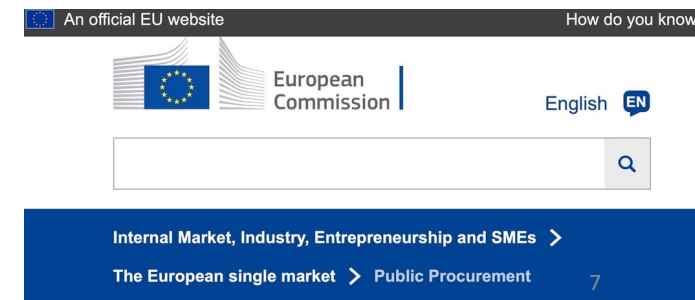 An official EU website How do you know
European
Commission
English EN
Internal Market, Industry, Entrepreneurship and SMEs >
The European single market > Public Procurement
7